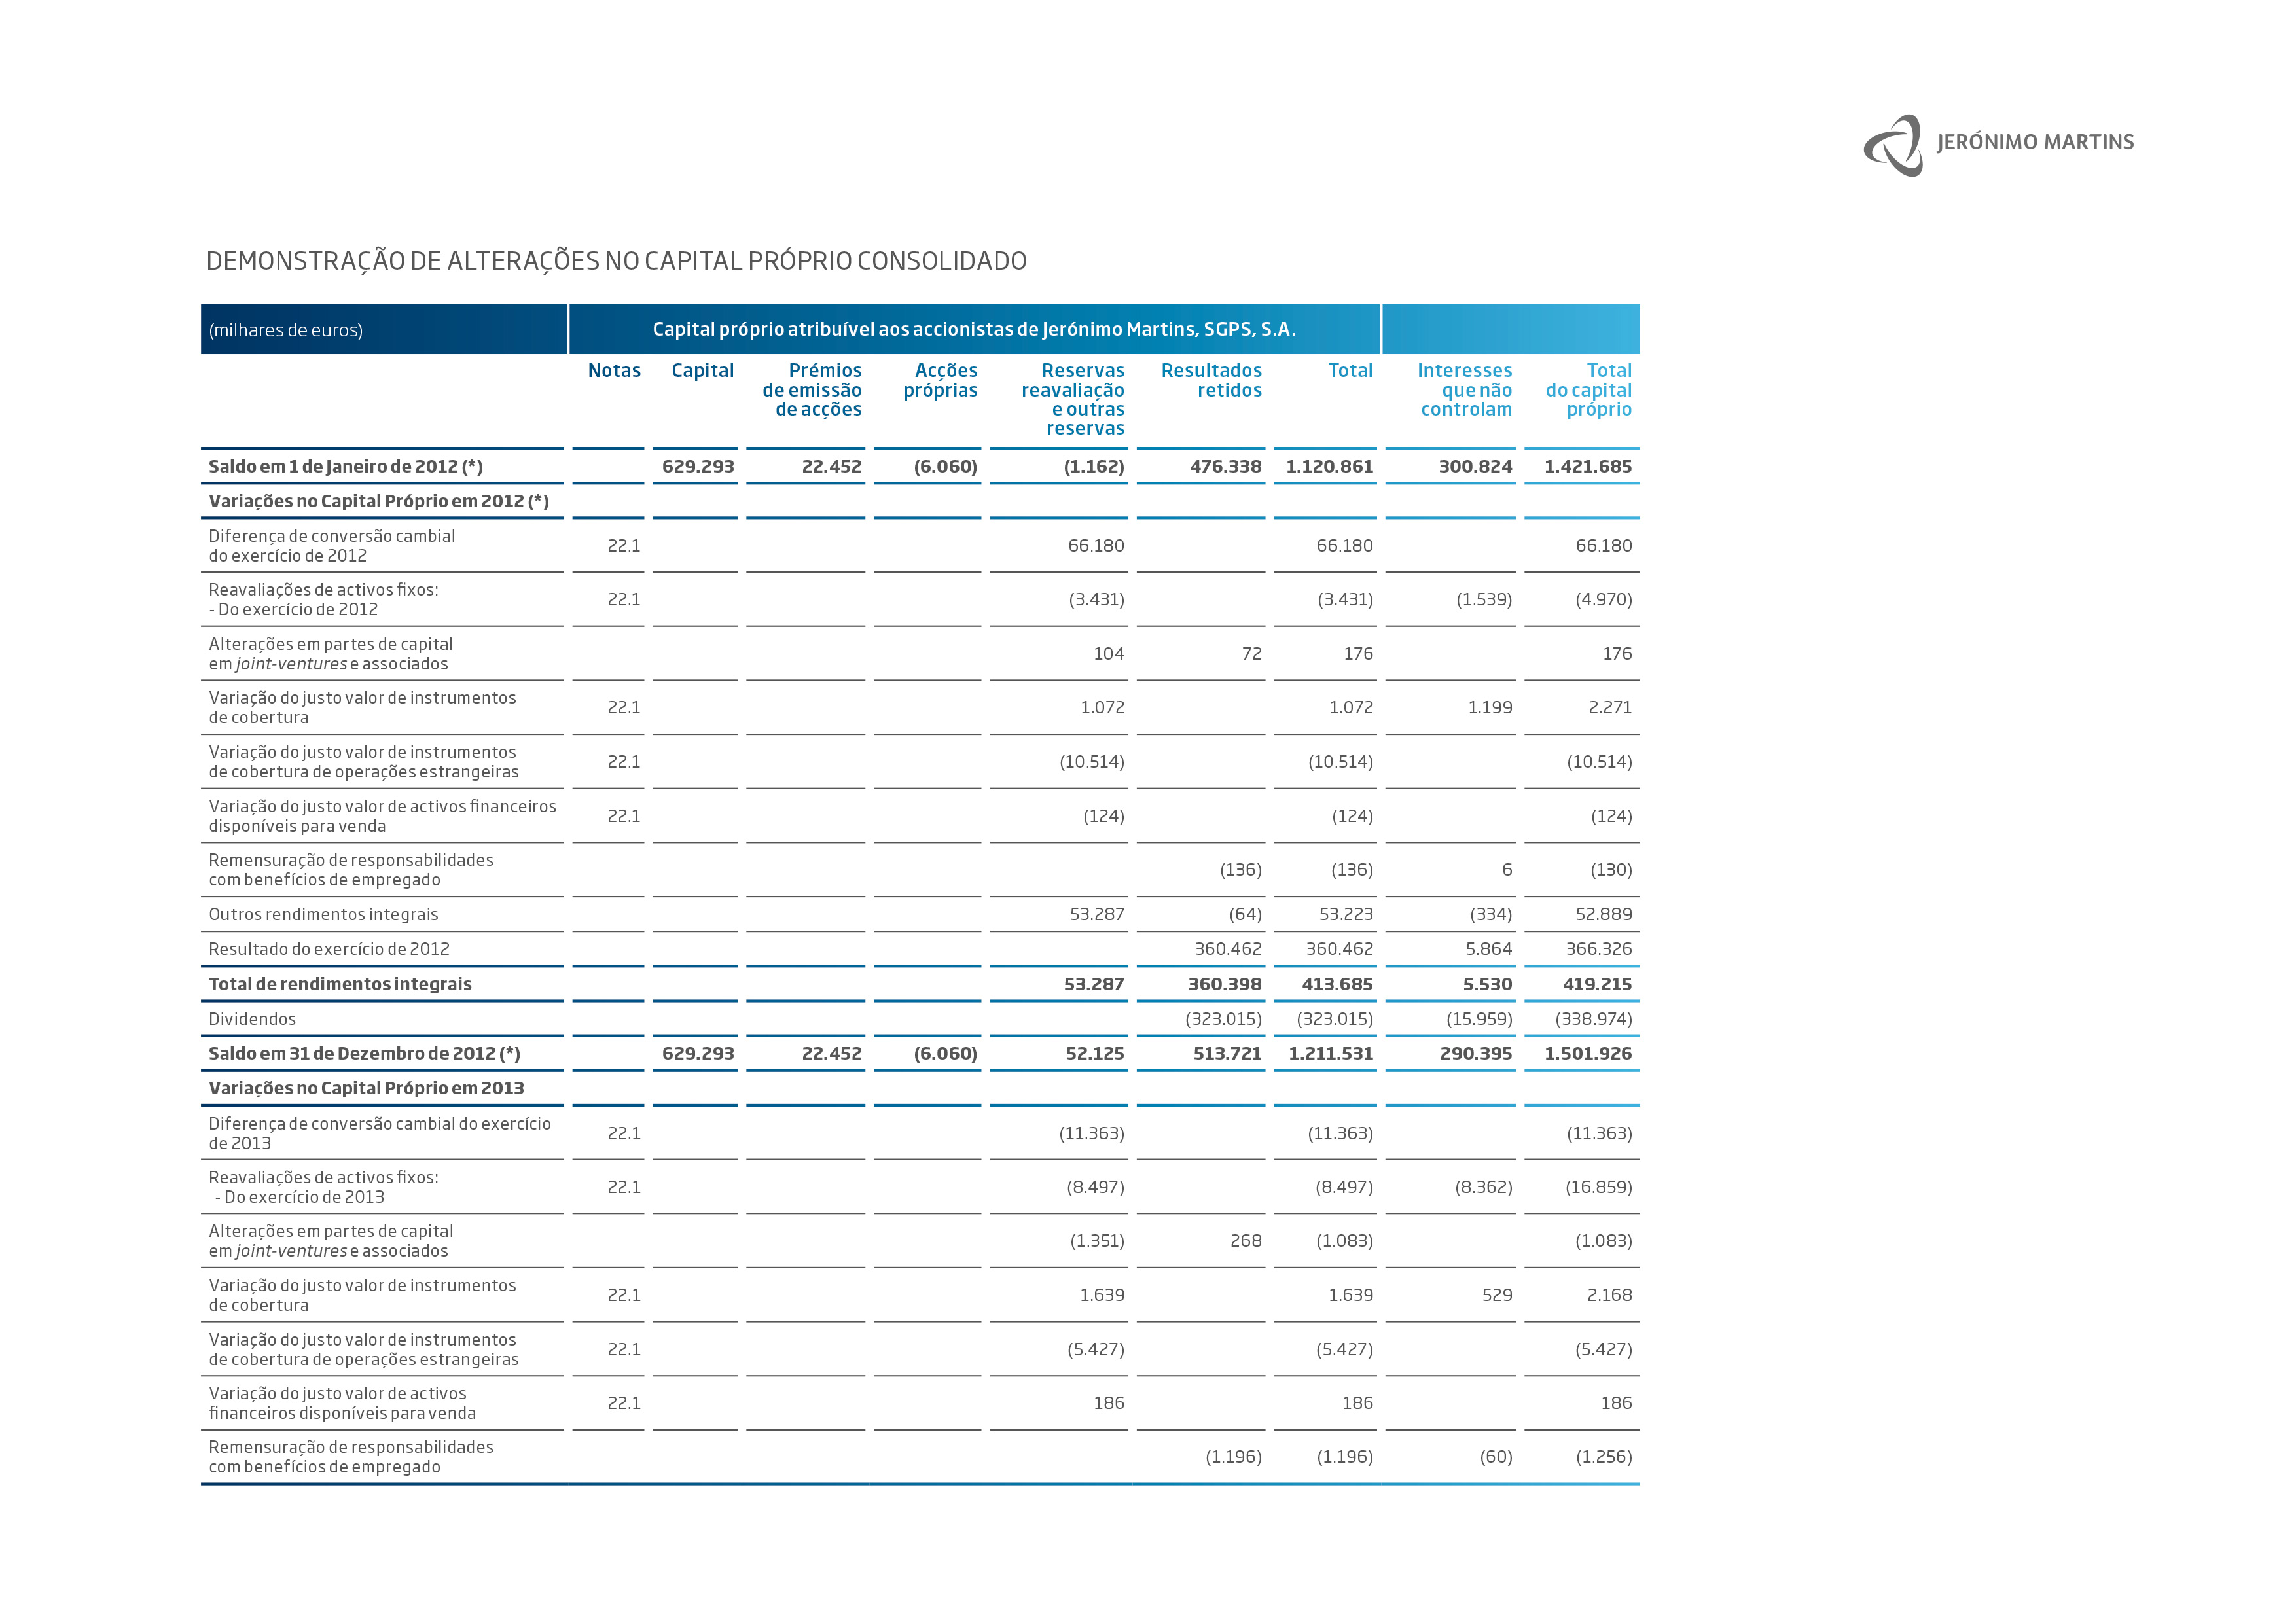 JERÓNIMO MARTINS
DEMONSTRAÇÃO DE ALTERAÇÕES NO CAPITAL PRÓPRIO CONSOLIDADO
(milhares de euros) Capital próprio atribuível aos accionistas de Jerónimo Martins, SGPS, S.A.
Notas Capital Prémios Acções Reservas Resultados Total Interesses Total
de emissão próprias reavaliação retidos que não do capital
de acções e outras controlam próprio
reservas
Saldo em 1 de Janeiro de 2012 (*) 629.293 22.452 (6.060) (1.162) 476.338 1.120.861 300.824 1.421.685
Variações no Capital Próprio em 2012 (*)
Diferença de conversão cambial
do exercício de 2012 22.1 66.180 66.180 66.180
Reavaliações de activos fixos:
- Do exercício de 2012 22.1 (3.431) (3.431) (1.539) (4.970)
Alterações em partes de capital
em joint-ventures e associados 104 72 176 176
Variação do justo valor de instrumentos
de cobertura 22.1 1.072 1.072 1.199 2.271
Variação do justo valor de instrumentos
de cobertura de operações estrangeiras 22.1 (10.514) (10.514) (10.514)
Variação do justo valor de activos financeiros
disponíveis para venda 22.1 (124) (124) (124)
Remensuração de responsabilidades
com benefícios de empregado (136) (136) 6 (130)
Outros rendimentos integrais 53.287 (64) 53.223 (334) 52.889
Resultado do exercício de 2012 360.462 360.462 5.864 366.326
Total de rendimentos integrais 53.287 360.398 413.685 5.530 419.215
Dividendos (323.015) (323.015) (15.959) (338.974)
Saldo em 31 de Dezembro de 2012 (*) 629.293 22.452 (6.060) 52.125 513.721 1.211.531 290.395 1.501.926
Variações no Capital Próprio em 2013
Diferença de conversão cambial do exercício
de 2013 22.1 (11.363) (11.363) (11.363)
Reavaliações de activos fixos:
- Do exercício de 2013 22.1 (8.497) (8.497) (8.362) (16.859)
Alterações em partes de capital
em joint-ventures e associados (1.351) 268 (1.083) (1.083)
Variação do justo valor de instrumentos
de cobertura 22.1 1.639 1.639 529 2.168
Variação do justo valor de instrumentos
de cobertura de operações estrangeiras 22.1 (5.427) (5.427) (5.427)
Variação do justo valor de activos
financeiros disponíveis para venda 22.1 186 186 186
Remensuração de responsabilidades
com benefícios de empregado (1.196) (1.196) (60) (1.256)